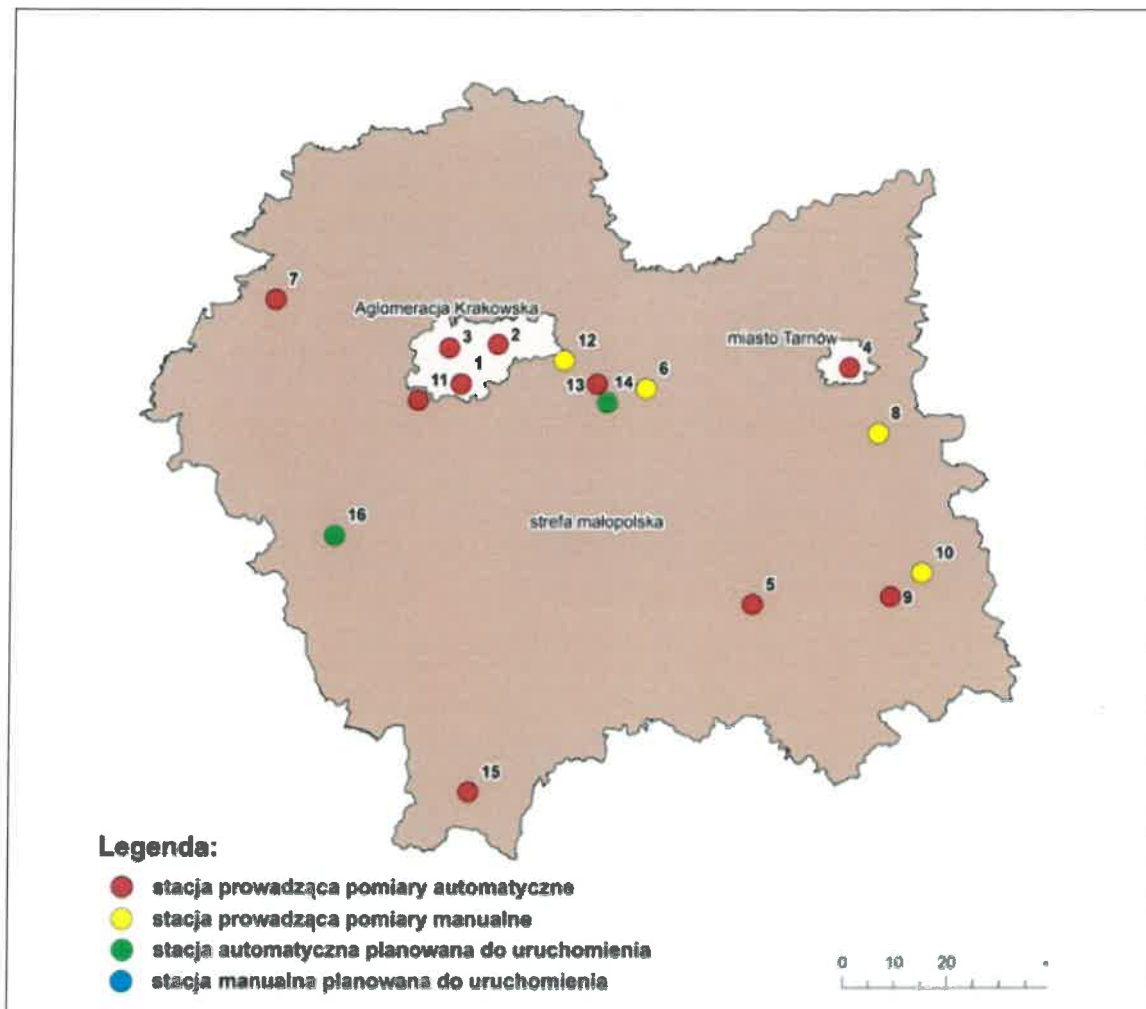 7
Aglomeracja Krakowska
3
2
1
11
12
13
14
6
miasto Tarnów
4
8
16
strefa małopolska
5
10
9
15
Legenda:
stacja prowadząca pomiary automatyczne
stacja prowadząca pomiary manualne
stacja automatyczna planowana do uruchomienia
stacja manualna planowana do uruchomienia
0 10 20